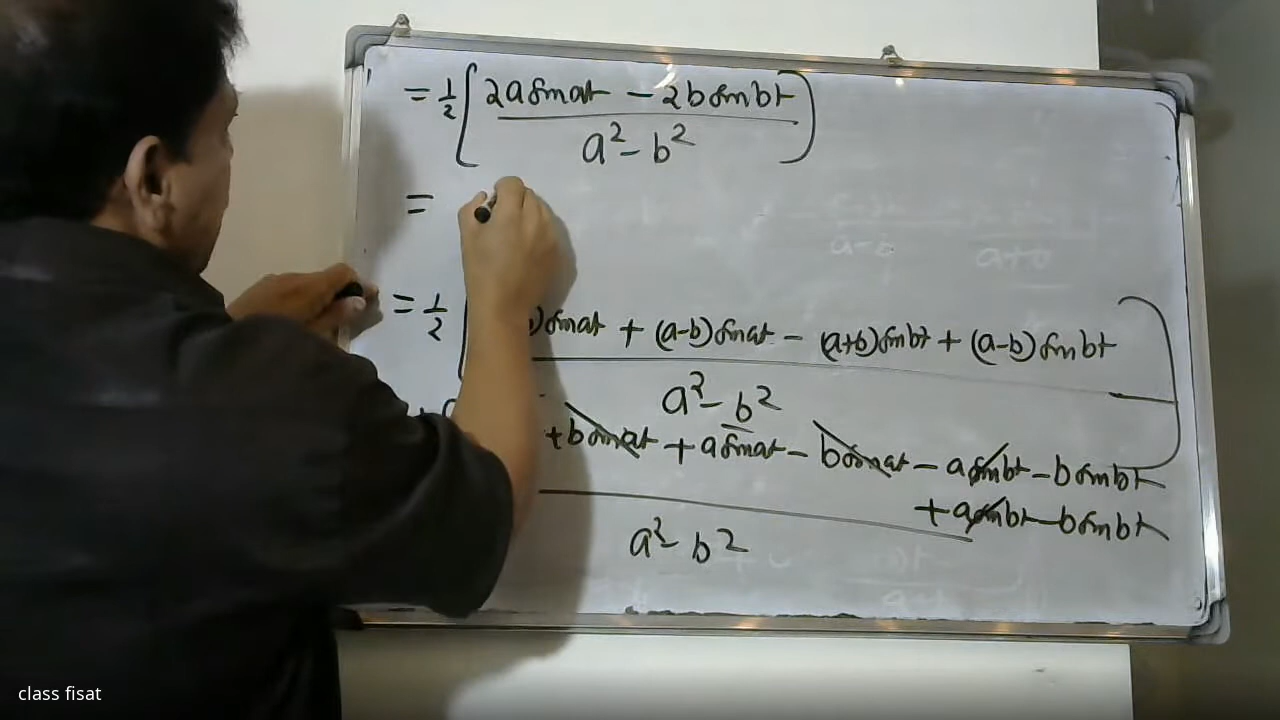 = 1/2 [ 2a sin at - 2b sin bt ]
a² - b²
=
= 1/2 [ ) sin at + (a-b) sin at - (a+b) sin bt + (a-b) sin bt ]
a² - b²
+ b sin at + a sin at - b sin at - a sin bt - b sin bt
+ a sin bt - b sin bt
a² - b²
class fisat